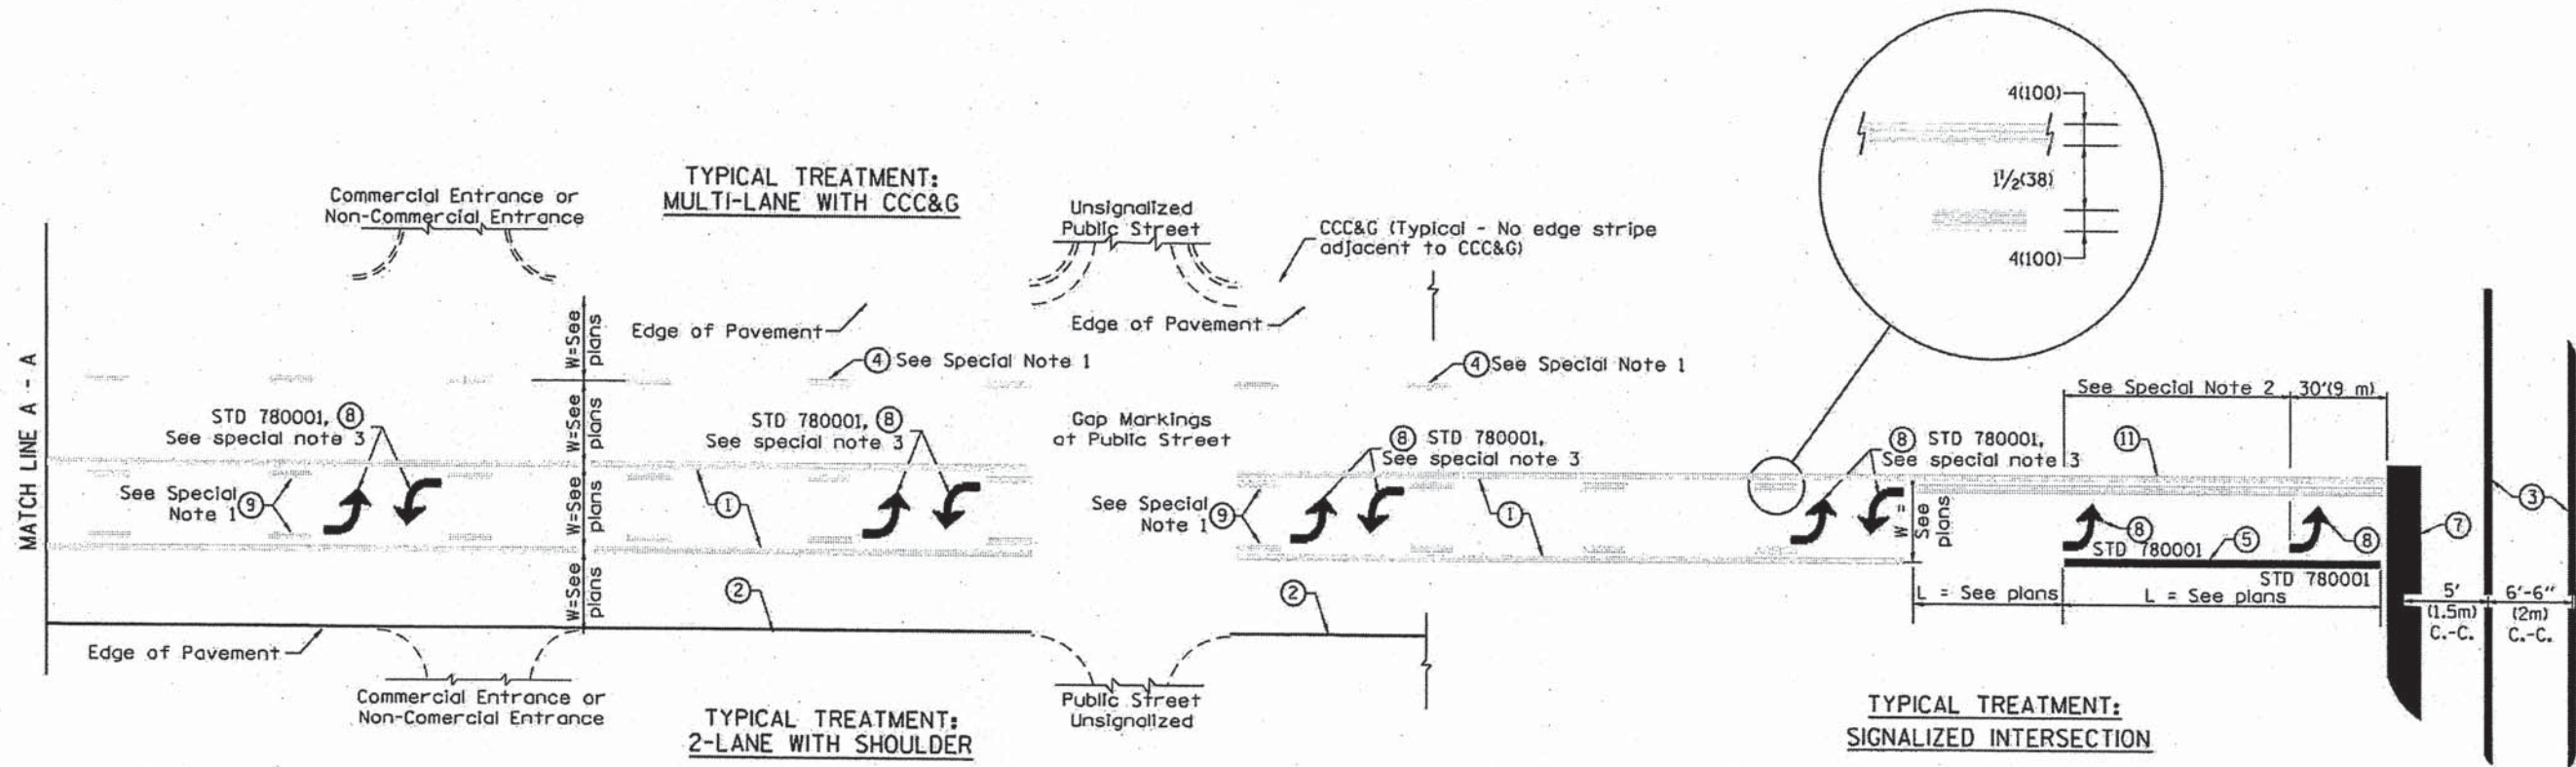 4(100)
1½(38)
4(100)
TYPICAL TREATMENT:
MULTI-LANE WITH CCC&G
Commercial Entrance or
Non-Commercial Entrance
Unsignalized
Public Street
CCC&G (Typical - No edge stripe
adjacent to CCC&G)
MATCH LINE A - A
W=See
plans
Edge of Pavement
Edge of Pavement
4 See Special Note 1
4 See Special Note 1
See Special Note 2
30'(9 m)
W=See
plans
STD 780001, 8
See special note 3
STD 780001, 8
See special note 3
Gap Markings
at Public Street
8 STD 780001,
See special note 3
8 STD 780001,
See special note 3
11
3
See Special
Note 1 9
W=See
plans
1
See Special
Note 1 9
1
W =
See
plans
8
STD 780001
5
8
7
STD 780001
W=See
plans
2
2
L = See plans
L = See plans
5'
(1.5m)
C.-C.
6'-6"
(2m)
C.-C.
Edge of Pavement
Commercial Entrance or
Non-Comercial Entrance
Public Street
Unsignalized
TYPICAL TREATMENT:
2-LANE WITH SHOULDER
TYPICAL TREATMENT:
SIGNALIZED INTERSECTION